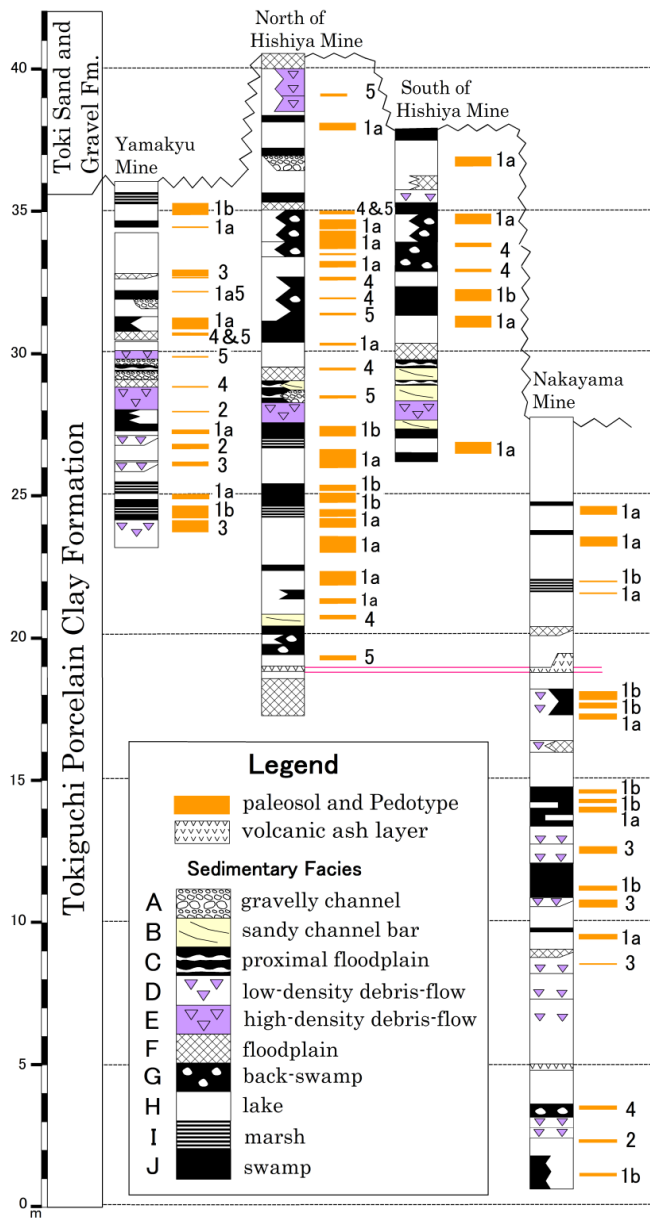 Toki Sand and
Gravel Fm.
Tokiguchi Porcelain Clay Formation
40
35
30
25
20
15
10
5
0
m
Yamakyu
Mine
1b
1a
3
1a5
1a
4&5
5
4
2
1a
2
3
1a
1b
3
North of
Hishiya Mine
5
1a
4&5
1a
1a
1a
4
4
5
1a
4
5
1b
1a
1b
1b
1a
1a
1a
1a
4
5
South of
Hishiya Mine
1a
1a
4
4
1b
1a
1a
Nakayama
Mine
1a
1a
1b
1a
1b
1b
1a
1b
1b
1a
3
1b
3
1a
3
4
2
1b
Legend
paleosol and Pedotype
volcanic ash layer
Sedimentary Facies
A gravelly channel
B sandy channel bar
C proximal floodplain
D low-density debris-flow
E high-density debris-flow
F floodplain
G back-swamp
H lake
I marsh
J swamp